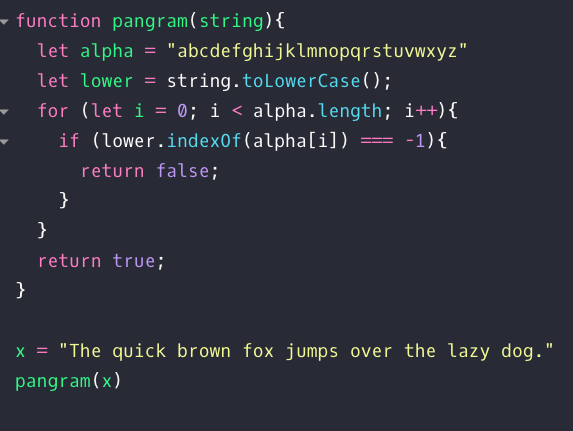 function pangram(string){
  let alpha = "abcdefghijklmnopqrstuvwxyz"
  let lower = string.toLowerCase();
  for (let i = 0; i < alpha.length; i++){
    if (lower.indexOf(alpha[i]) === -1){
      return false;
    }
  }
  return true;
}

x = "The quick brown fox jumps over the lazy dog."
pangram(x)